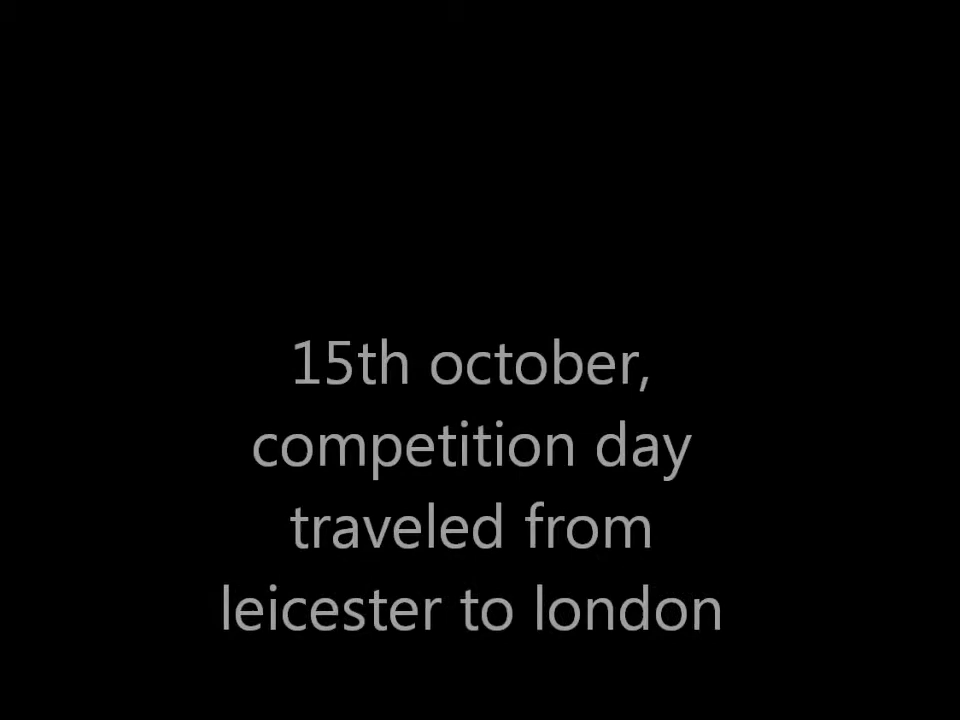 15th october,
competition day
traveled from
leicester to london